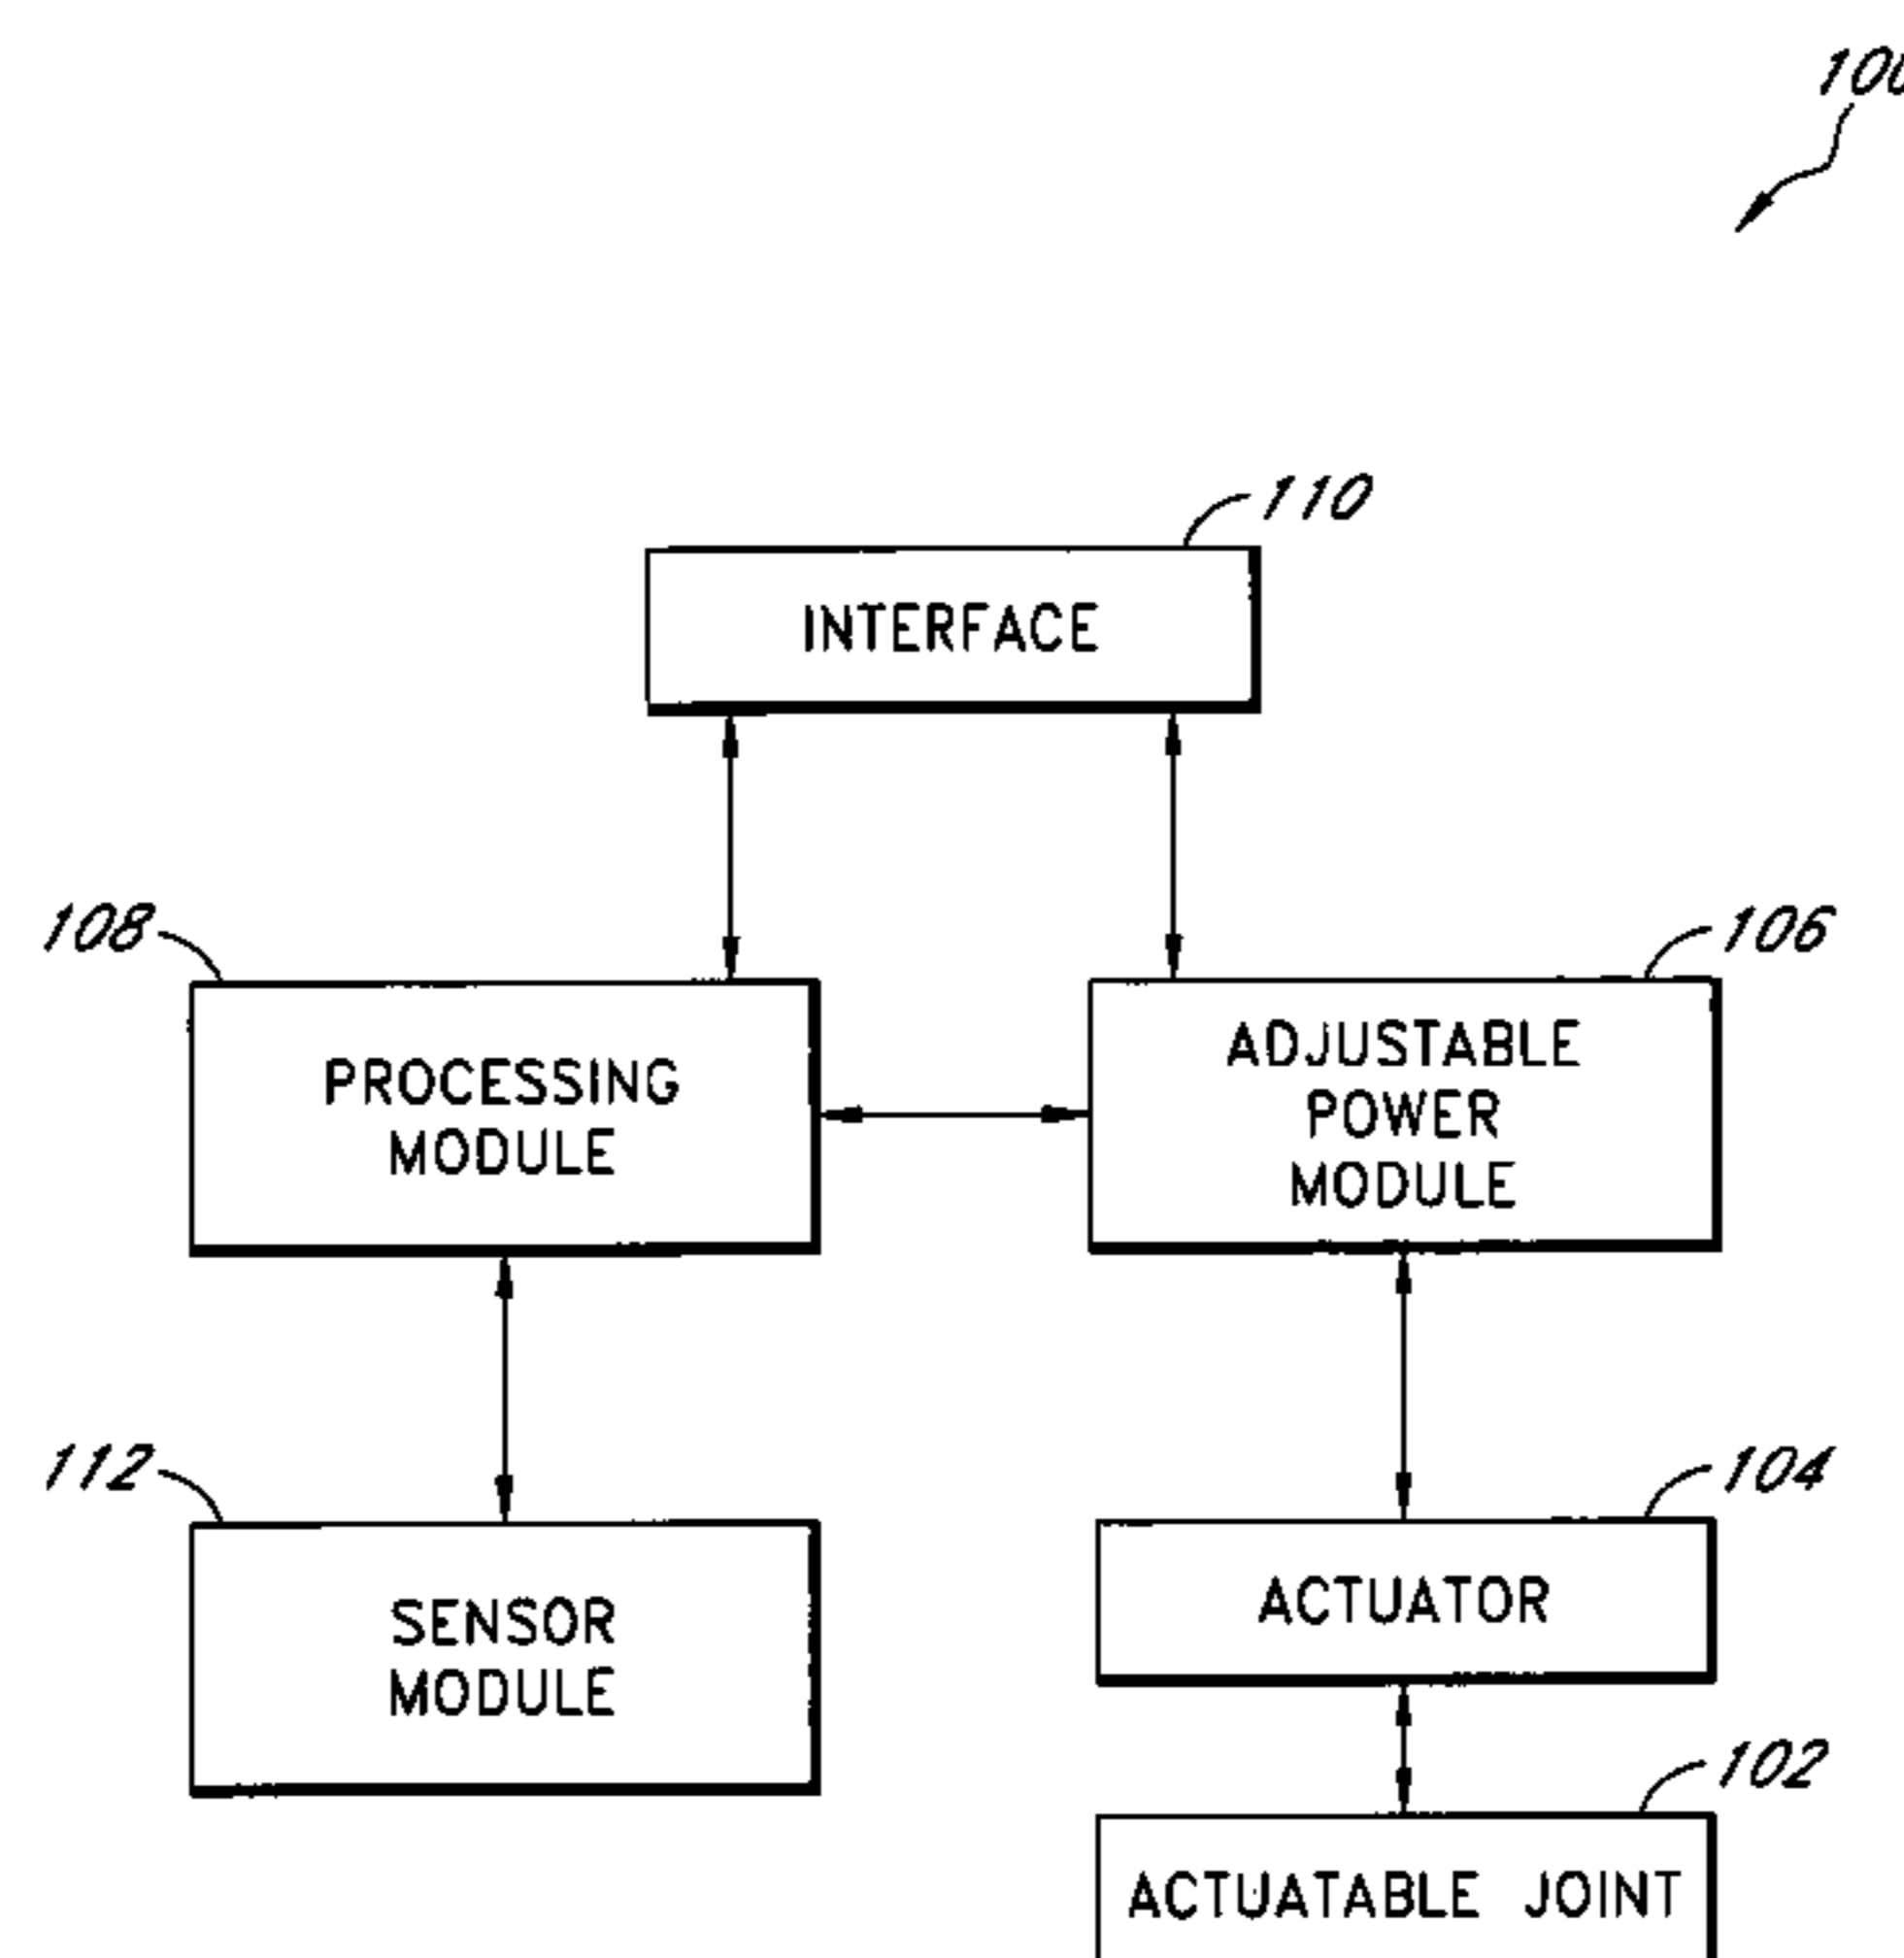 100
110
INTERFACE
108
106
PROCESSING
MODULE
ADJUSTABLE
POWER
MODULE
112
104
SENSOR
MODULE
ACTUATOR
102
ACTUATABLE JOINT